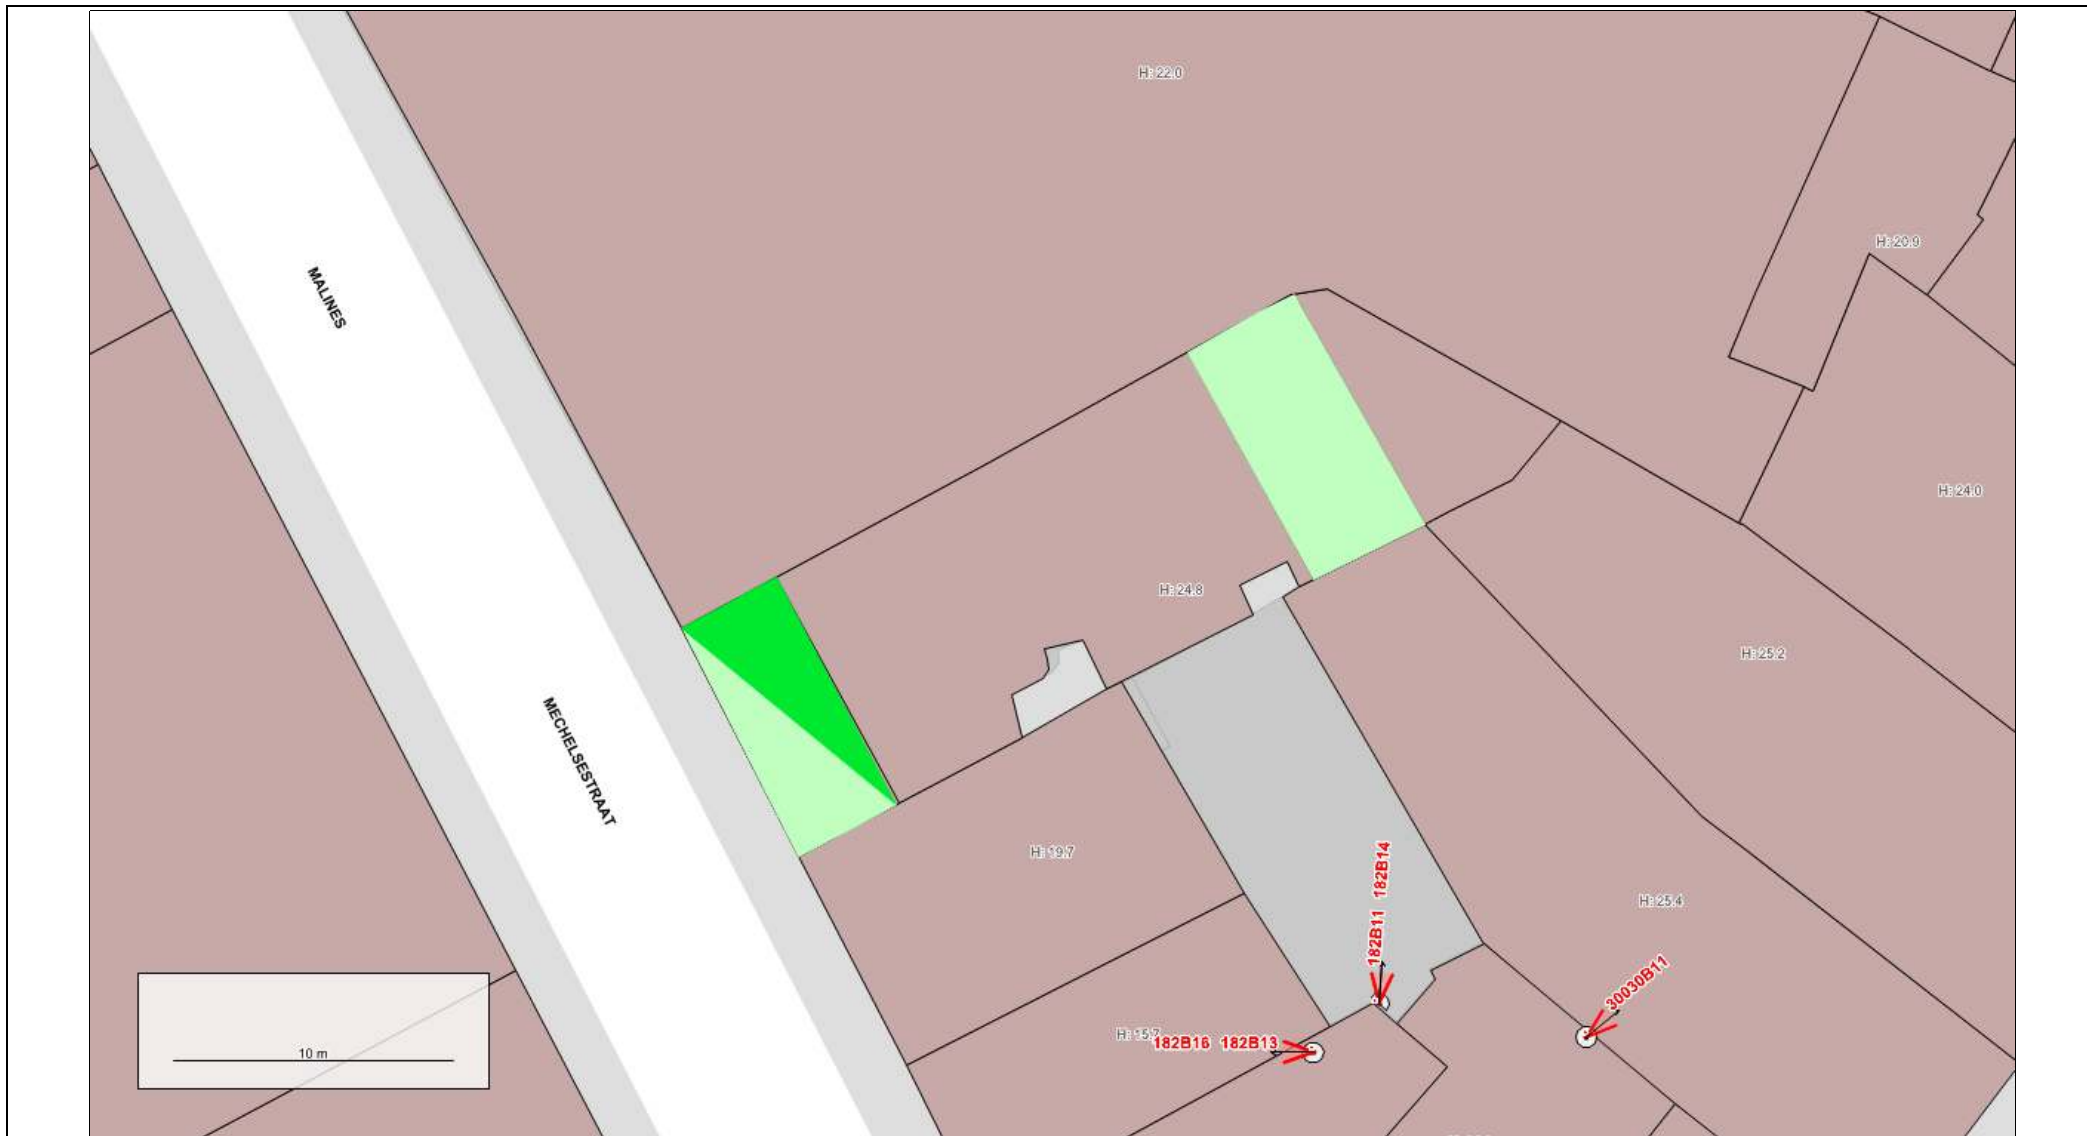 H: 22.0
H: 20.9
MALINES
H: 24.0
H: 24.8
H: 25.2
MECHELSESTRAAT
H: 19.7
182B11 182B14
H: 25.4
30030B11
H: 15.7
182B16 182B13
10 m